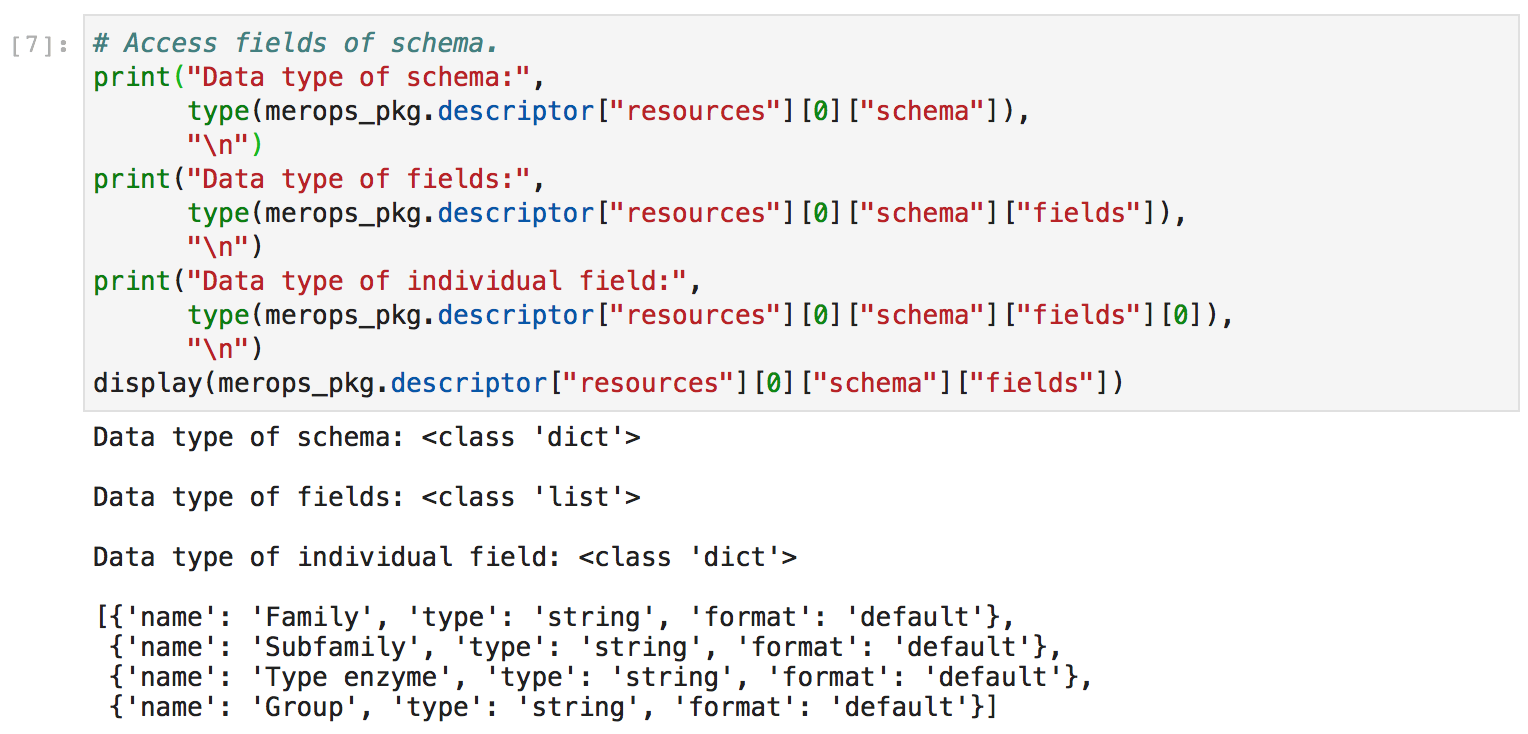 [7]: # Access fields of schema.
print("Data type of schema:",
      type(merops_pkg.descriptor["resources"][0]["schema"]),
      "\n")
print("Data type of fields:",
      type(merops_pkg.descriptor["resources"][0]["schema"]["fields"]),
      "\n")
print("Data type of individual field:",
      type(merops_pkg.descriptor["resources"][0]["schema"]["fields"][0]),
      "\n")
display(merops_pkg.descriptor["resources"][0]["schema"]["fields"])
Data type of schema: <class 'dict'>
Data type of fields: <class 'list'>
Data type of individual field: <class 'dict'>
[{'name': 'Family', 'type': 'string', 'format': 'default'},
 {'name': 'Subfamily', 'type': 'string', 'format': 'default'},
 {'name': 'Type enzyme', 'type': 'string', 'format': 'default'},
 {'name': 'Group', 'type': 'string', 'format': 'default'}]